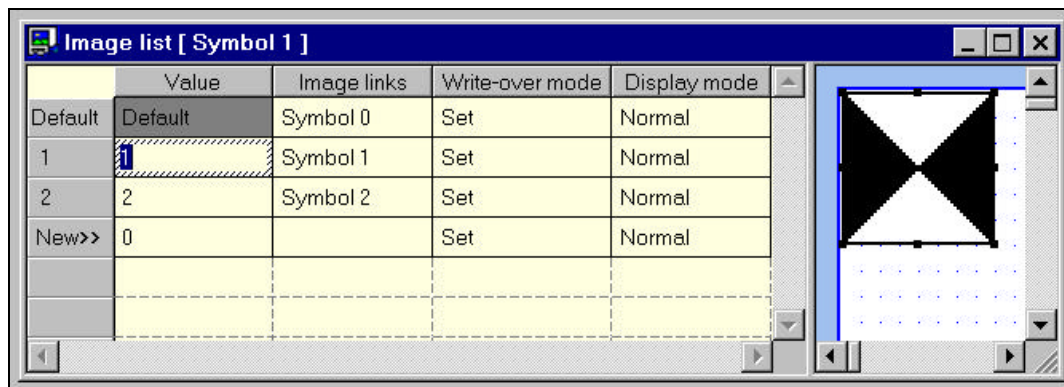 Image list [ Symbol 1 ]
Value Image links Write-over mode Display mode
Default Default Symbol 0 Set Normal
1 1 Symbol 1 Set Normal
2 2 Symbol 2 Set Normal
New>> 0 Set Normal